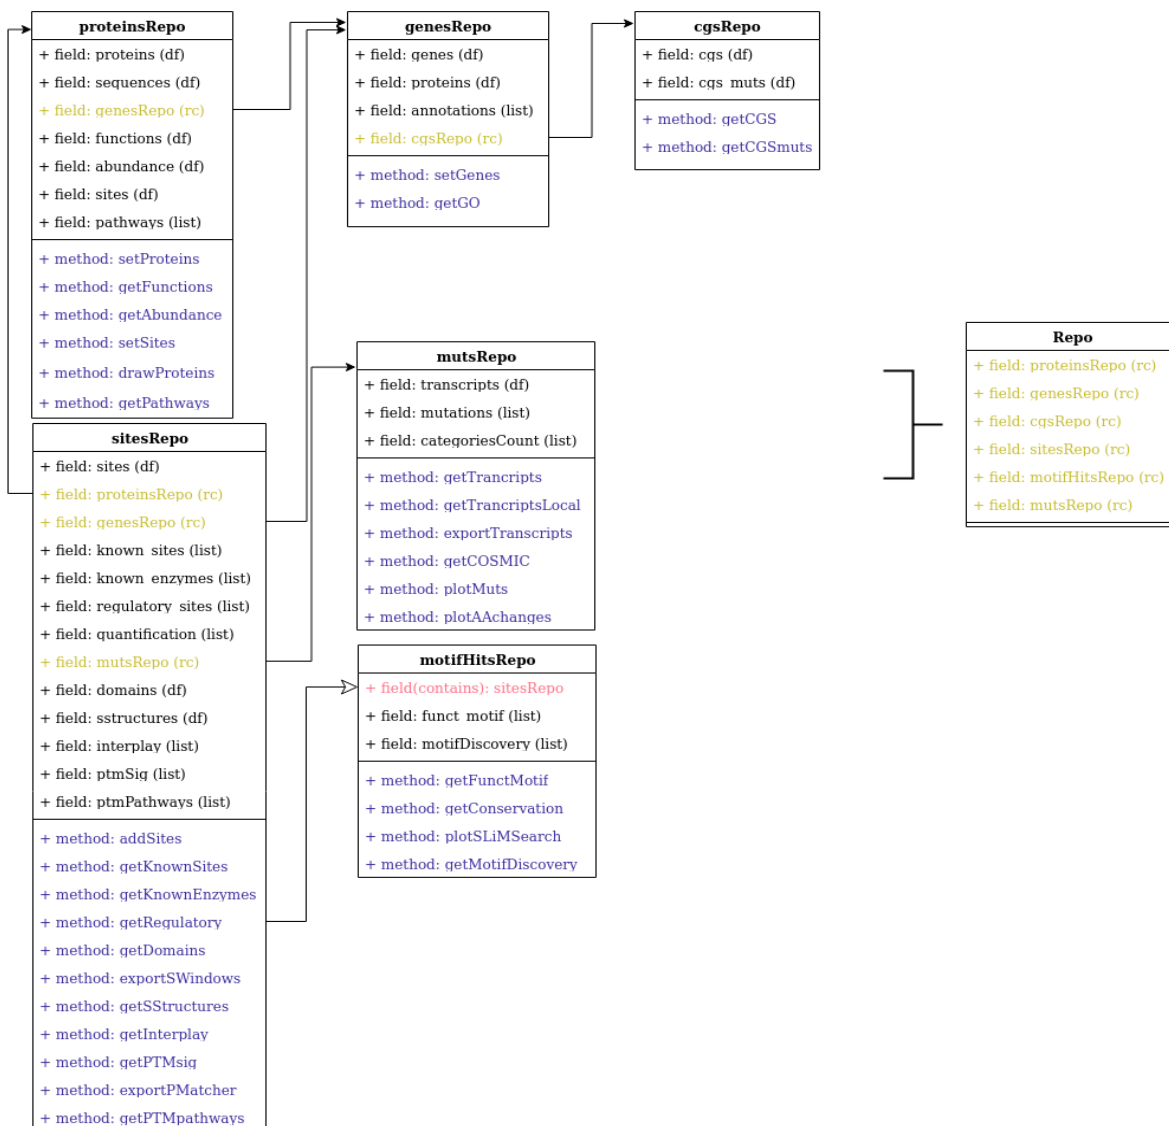 proteinsRepo
+ field: proteins (df)
+ field: sequences (df)
+ field: genesRepo (rc)
+ field: functions (df)
+ field: abundance (df)
+ field: sites (df)
+ field: pathways (list)
+ method: setProteins
+ method: getFunctions
+ method: getAbundance
+ method: setSites
+ method: drawProteins
+ method: getPathways
genesRepo
+ field: genes (df)
+ field: proteins (df)
+ field: annotations (list)
+ field: cgsRepo (rc)
+ method: setGenes
+ method: getGO
cgsRepo
+ field: cgs (df)
+ field: cgs_muts (df)
+ method: getCGS
+ method: getCGSmuts
sitesRepo
+ field: sites (df)
+ field: proteinsRepo (rc)
+ field: genesRepo (rc)
+ field: known_sites (list)
+ field: known_enzymes (list)
+ field: regulatory_sites (list)
+ field: quantification (list)
+ field: mutsRepo (rc)
+ field: domains (df)
+ field: sstructures (df)
+ field: interplay (list)
+ field: ptmSig (list)
+ field: ptmPathways (list)
+ method: addSites
+ method: getKnownSites
+ method: getKnownEnzymes
+ method: getRegulatory
+ method: getDomains
+ method: exportSWindows
+ method: getSStructures
+ method: getInterplay
+ method: getPTMsig
+ method: exportPMatcher
+ method: getPTMpathways
mutsRepo
+ field: transcripts (df)
+ field: mutations (list)
+ field: categoriesCount (list)
+ method: getTrancripts
+ method: getTrancriptsLocal
+ method: exportTranscripts
+ method: getCOSMIC
+ method: plotMuts
+ method: plotAAchanges
motifHitsRepo
+ field(contains): sitesRepo
+ field: funct_motif (list)
+ field: motifDiscovery (list)
+ method: getFunctMotif
+ method: getConservation
+ method: plotSLiMSearch
+ method: getMotifDiscovery
Repo
+ field: proteinsRepo (rc)
+ field: genesRepo (rc)
+ field: cgsRepo (rc)
+ field: sitesRepo (rc)
+ field: motifHitsRepo (rc)
+ field: mutsRepo (rc)